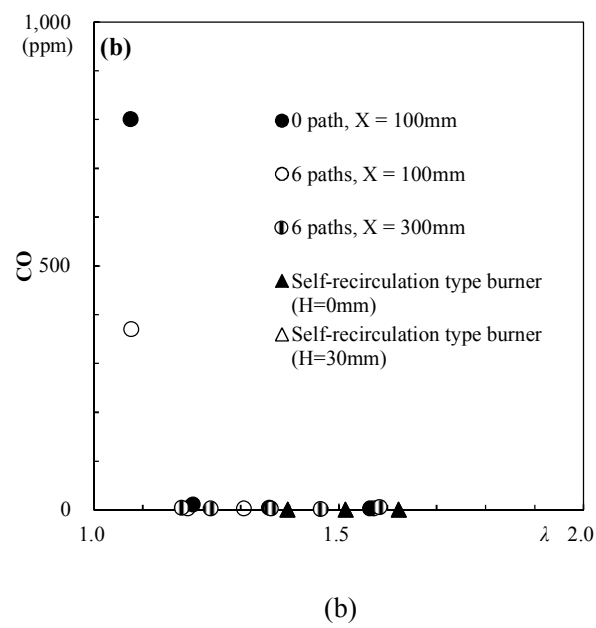 1,000
(ppm)
(b)
0 path, X = 100mm
6 paths, X = 100mm
6 paths, X = 300mm
Self-recirculation type burner
(H=0mm)
Self-recirculation type burner
(H=30mm)
CO
500
0
1.0
1.5
λ
2.0
(b)